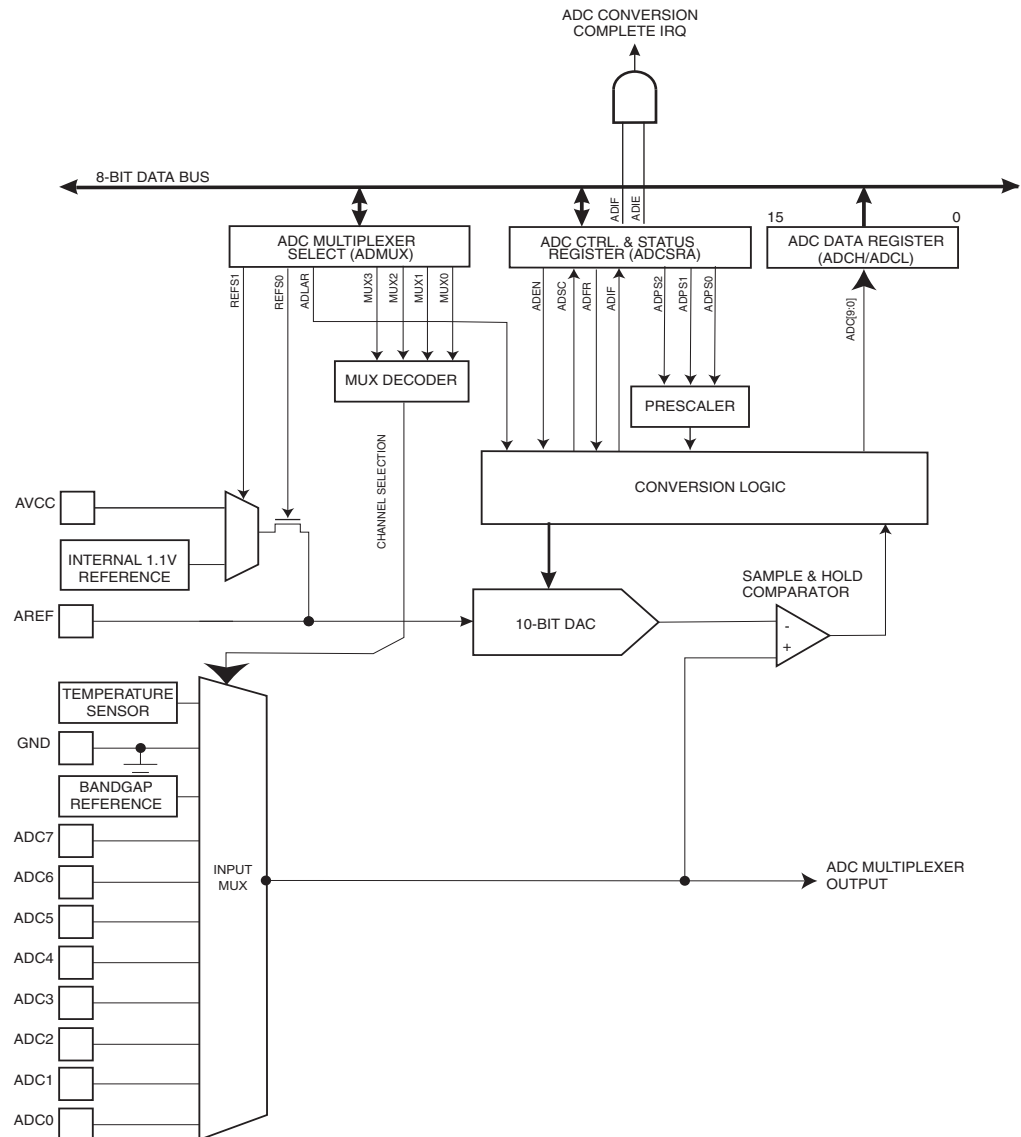 ADC CONVERSION
COMPLETE IRQ
8-BIT DATA BUS
ADIF
ADIE
15
0
ADC MULTIPLEXER
SELECT (ADMUX)
ADC CTRL. & STATUS
REGISTER (ADCSRA)
ADC DATA REGISTER
(ADCH/ADCL)
REFS1
REFS0
ADLAR
MUX3
MUX2
MUX1
MUX0
ADEN
ADSC
ADFR
ADIF
ADPS2
ADPS1
ADPS0
ADC[9:0]
MUX DECODER
PRESCALER
CHANNEL SELECTION
CONVERSION LOGIC
AVCC
INTERNAL 1.1V
REFERENCE
SAMPLE & HOLD
COMPARATOR
AREF
10-BIT DAC
-
+
TEMPERATURE
SENSOR
GND
BANDGAP
REFERENCE
ADC7
ADC6
ADC5
ADC4
ADC3
ADC2
ADC1
ADC0
INPUT
MUX
ADC MULTIPLEXER
OUTPUT